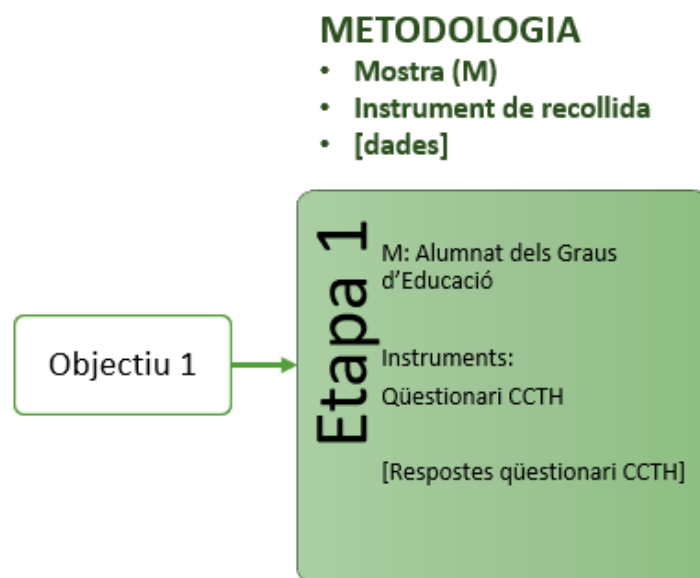 METODOLOGIA
• Mostra (M)
• Instrument de recollida
• [dades]
Objectiu 1
Etapa 1
M: Alumnat dels Graus
d’Educació
Instruments:
Qüestionari CCTH
[Respostes qüestionari CCTH]